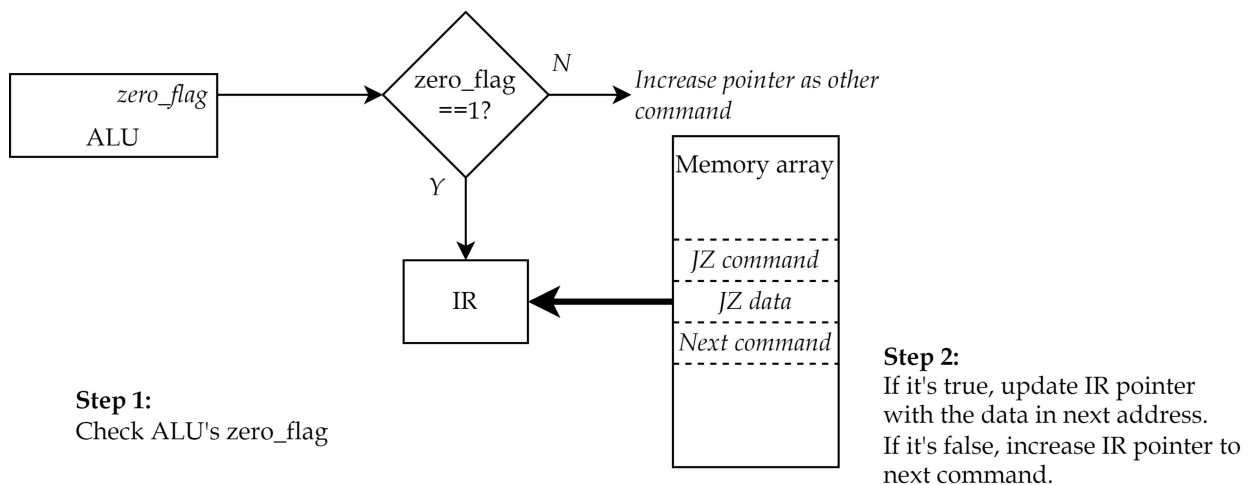 zero_flag
ALU
zero_flag
==1?
N
Increase pointer as other
command
Y
IR
Memory array
JZ command
JZ data
Next command
Step 1:
Check ALU's zero_flag
Step 2:
If it's true, update IR pointer
with the data in next address.
If it's false, increase IR pointer to
next command.